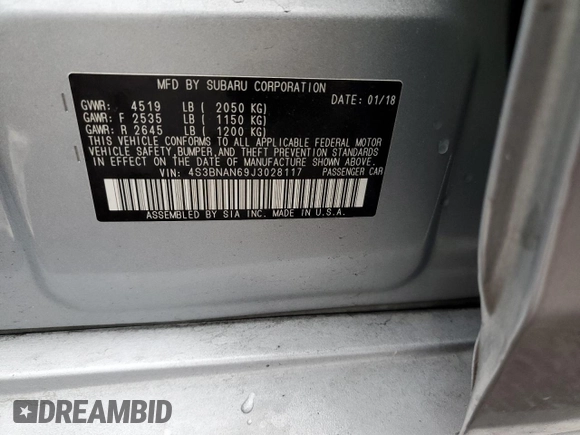 MFD BY SUBARU CORPORATION
GVWR: 4519 LB ( 2050 KG) DATE: 01/18
GAWR: F 2535 LB ( 1150 KG)
GAWR: R 2645 LB ( 1200 KG)
THIS VEHICLE CONFORMS TO ALL APPLICABLE FEDERAL MOTOR
VEHICLE SAFETY,BUMPER,AND THEFT PREVENTION STANDARDS
IN EFFECT ON THE DATE OF MANUFACTURE SHOWN ABOVE.
VIN: 4S3BNAN69J3028117 PASSENGER CAR
ASSEMBLED BY SIA INC. MADE IN U.S.A.
DREAMBID